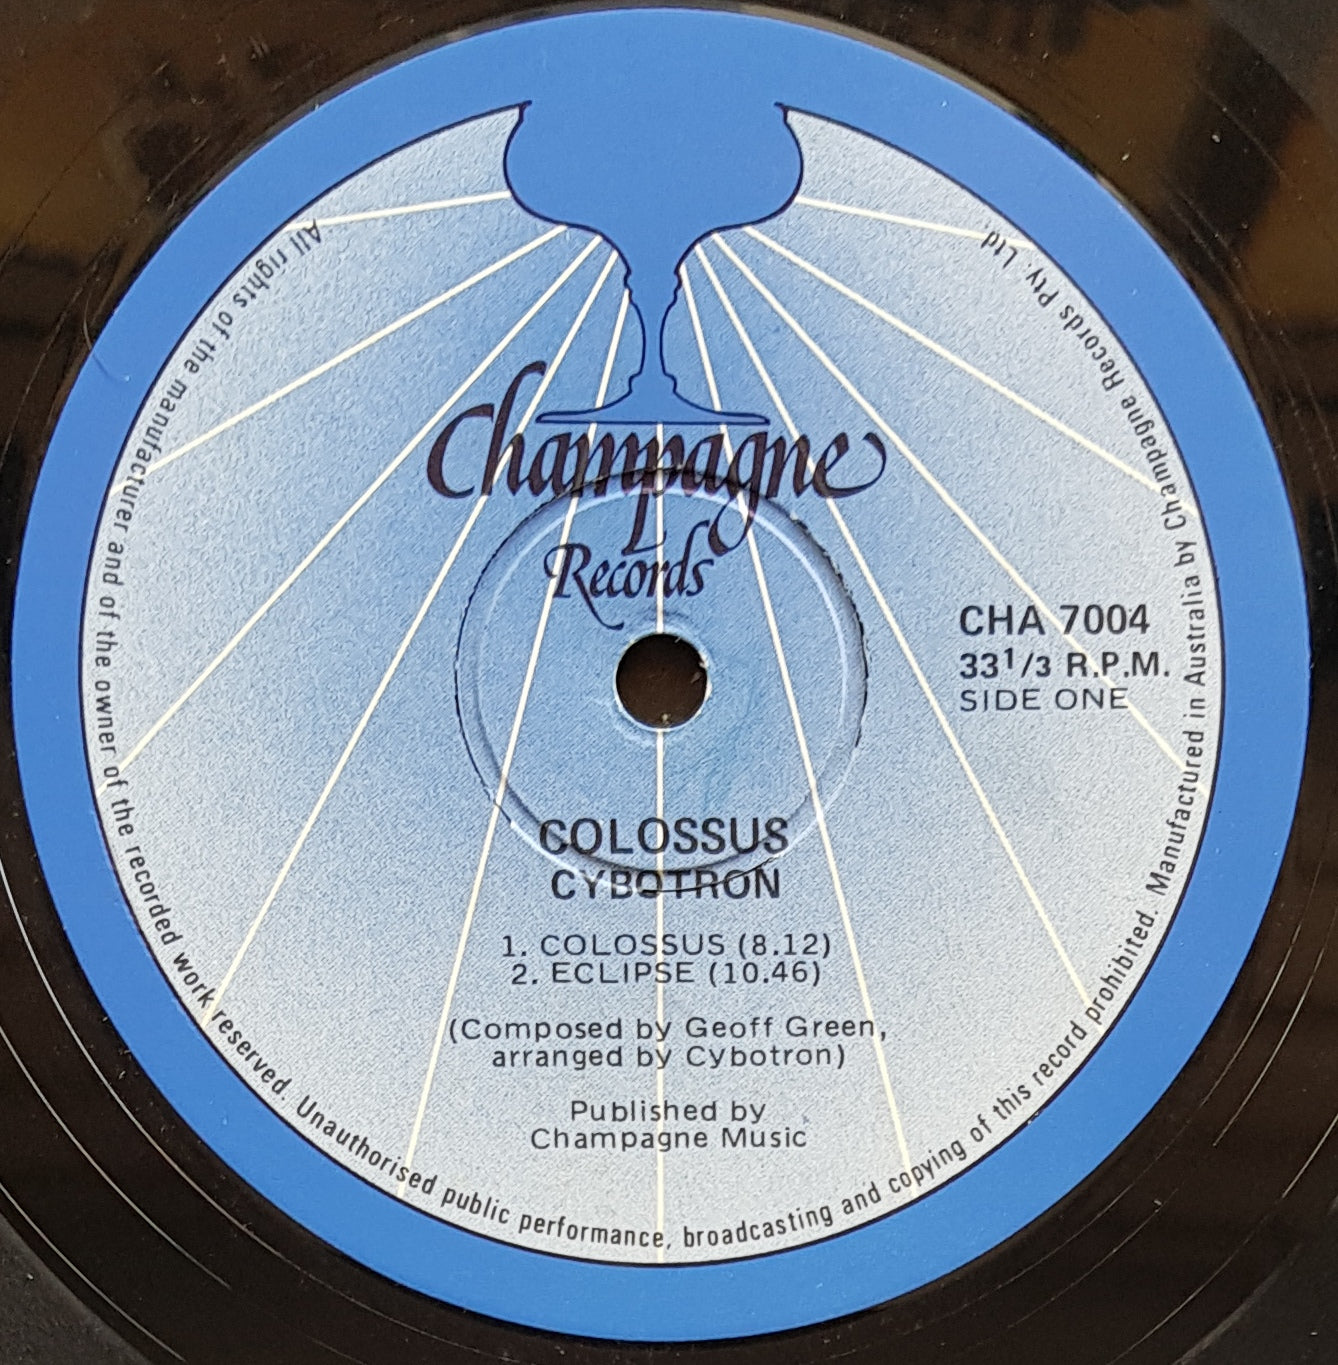 Champagne
Records
CHA 7004
33 1/3 R.P.M.
SIDE ONE
COLOSSUS
CYBOTRON
1. COLOSSUS (8.12)
2. ECLIPSE (10.46)
(Composed by Geoff Green,
arranged by Cybotron)
Published by
Champagne Music
All rights of the manufacturer and of the owner of the recorded work reserved. Unauthorised public performance, broadcasting and copying of this record prohibited. Manufactured in Australia by Champagne Records Pty. Ltd